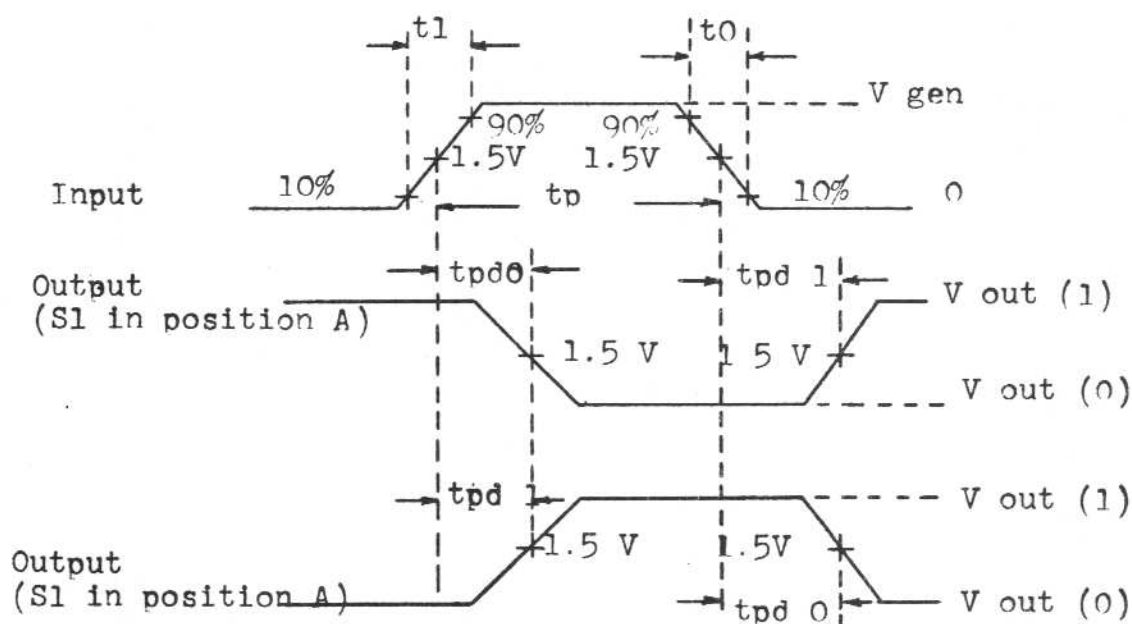 t1
t0
V gen
90%
90%
1.5V
1.5V
Input
10%
tp
10%
0
tpd0
tpd 1
Output
(S1 in position A)
V out (1)
1.5 V
1 5 V
V out (0)
tpd 1
V out (1)
Output
(S1 in position A)
1.5 V
1.5V
tpd 0
V out (0)